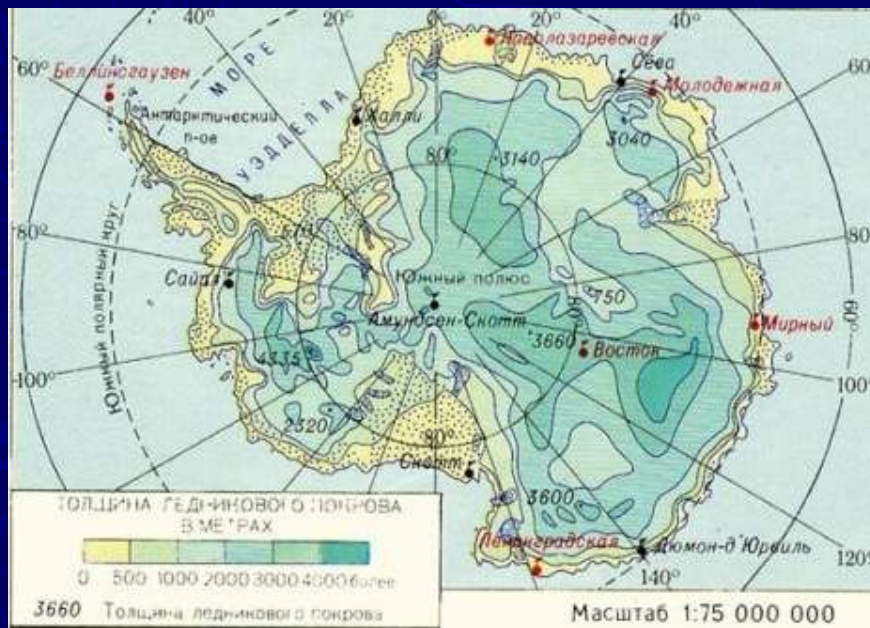 40° 20° 0° 20° 40°
Новолазаревская
Сёва
60° Беллинсгаузен
МОРЕ
Молодежная
60°
Антарктический
п-ов
УЭДДЕЛЛА
Халли
3040
80°
3140
80°
Южный полярный круг
Сайпл
Южный полюс
80°
750
80°
Амундсен-Скотт
3660
Восток
Мирный
60°
4335
100°
100°
2320
80°
Скотт
3600
Ленинградская
Дюмон-д'Юрвиль
120°
140°
ТОЛЩИНА ЛЕДНИКОВОГО ПОКРОВА
В МЕТРАХ
0 500 1000 2000 3000 4000 более
3660 Толщина ледникового покрова
Масштаб 1:75 000 000